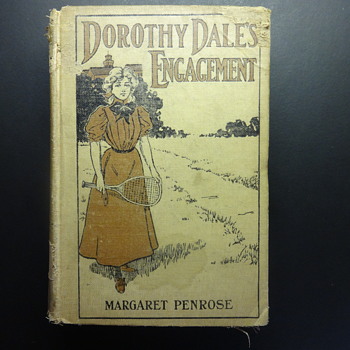 DOROTHY DALE'S
ENGAGEMENT
MARGARET PENROSE